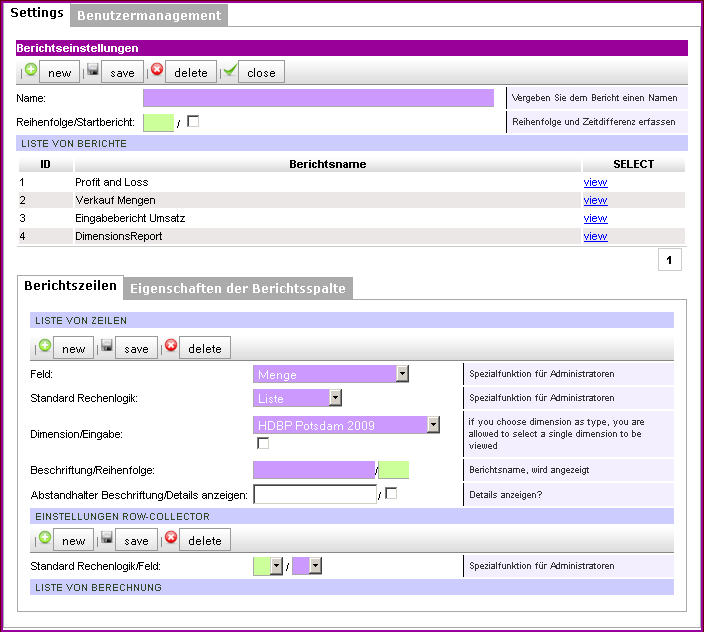 Settings Benutzermanagement
Berichtseinstellungen
new save delete close
Name: Vergeben Sie dem Bericht einen Namen
Reihenfolge/Startbericht: / Reihenfolge und Zeitdifferenz erfassen
LISTE VON BERICHTE
ID Berichtsname SELECT
1 Profit and Loss view
2 Verkauf Mengen view
3 Eingabebericht Umsatz view
4 DimensionsReport view
1
Berichtszeilen Eigenschaften der Berichtsspalte
LISTE VON ZEILEN
new save delete
Feld: Menge Spezialfunktion für Administratoren
Standard Rechenlogik: Liste Spezialfunktion für Administratoren
Dimension/Eingabe: HDBP Potsdam 2009 if you choose dimension as type, you are
allowed to select a single dimension to be
viewed
Beschriftung/Reihenfolge: / Berichtsname, wird angezeigt
Abstandhalter Beschriftung/Details anzeigen: / Details anzeigen?
EINSTELLUNGEN ROW-COLLECTOR
new save delete
Standard Rechenlogik/Feld: / Spezialfunktion für Administratoren
LISTE VON BERECHNUNG